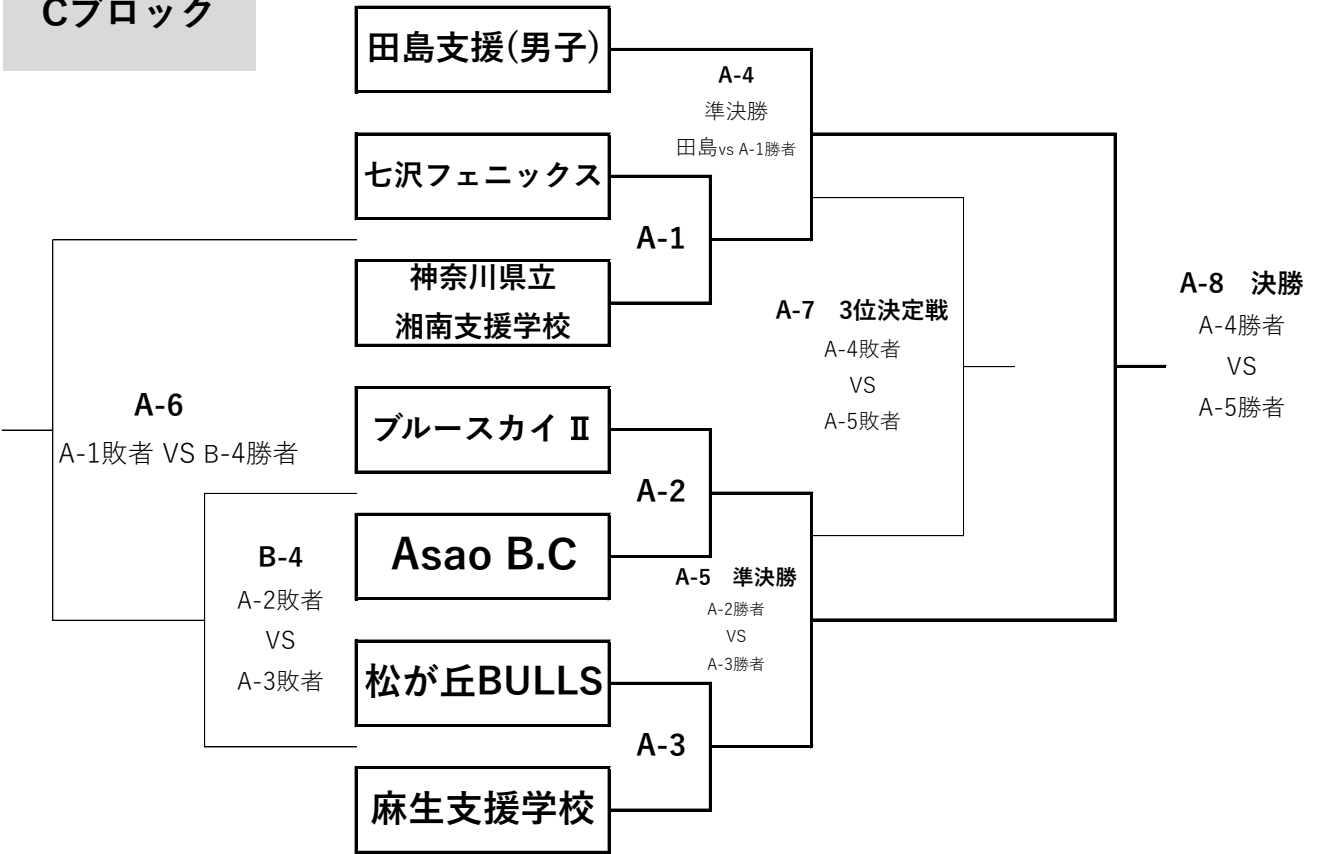 Cブロック
田島支援(男子)
A-4
準決勝
田島vs A-1勝者
七沢フェニックス
A-1
神奈川県立
湘南支援学校
A-8　決勝
A-4勝者
VS
A-5勝者
A-7　3位決定戦
A-4敗者
VS
A-5敗者
A-6
A-1敗者 VS B-4勝者
ブルースカイ Ⅱ
A-2
Asao B.C
B-4
A-2敗者
VS
A-3敗者
A-5　準決勝
A-2勝者
VS
A-3勝者
松が丘BULLS
A-3
麻生支援学校